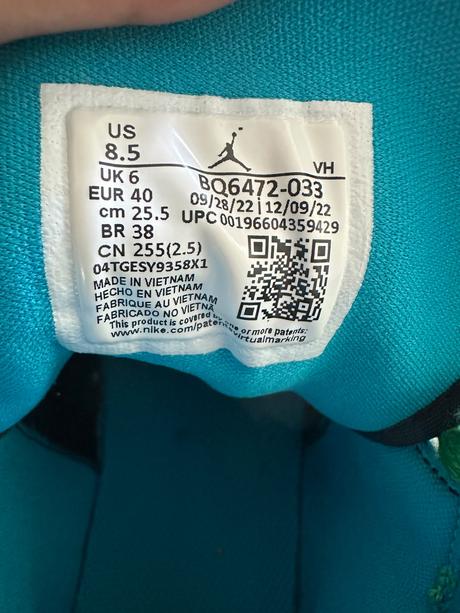 US
8.5
VH
UK 6
BQ6472-033
EUR 40
09/28/22 | 12/09/22
cm 25.5
UPC 00196604359429
BR 38
CN 255(2.5)
04TGESY9358X1
MADE IN VIETNAM
HECHO EN VIETNAM
FABRIQUE AU VIETNAM
FABRICADO NO VIETNÃ
This product is covered by one or more patents:
www.nike.com/patents virtualmarking